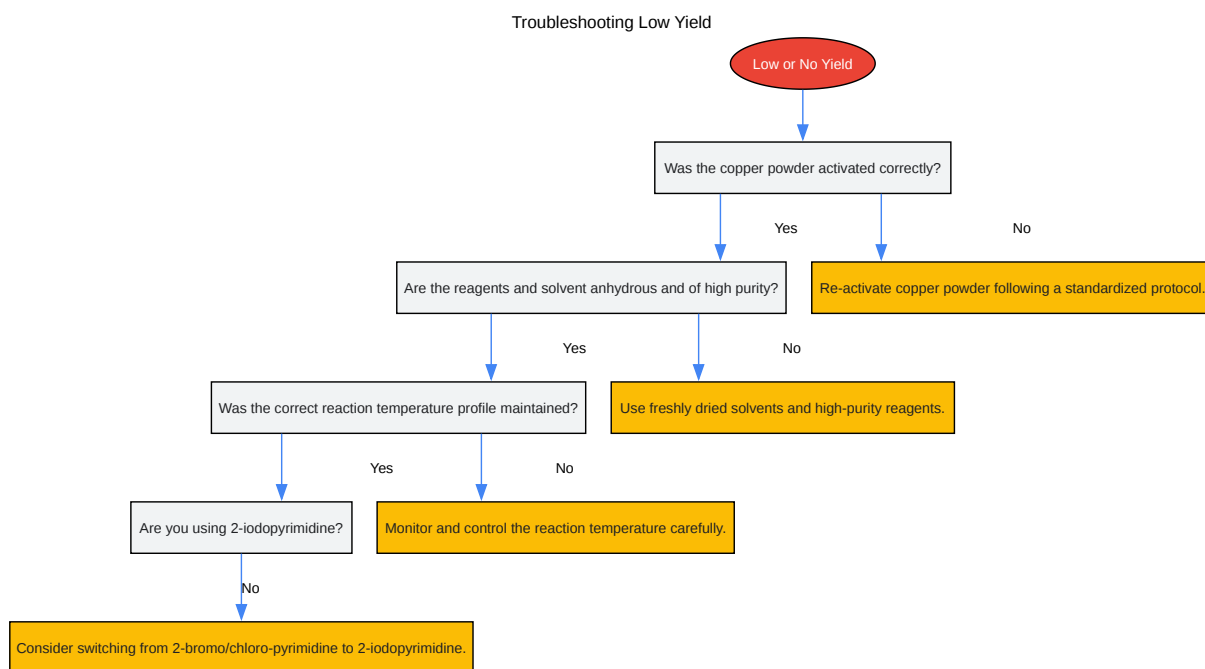 Troubleshooting Low Yield
Low or No Yield
Was the copper powder activated correctly?
Yes
No
Are the reagents and solvent anhydrous and of high purity?
Re-activate copper powder following a standardized protocol.
Yes
No
Was the correct reaction temperature profile maintained?
Use freshly dried solvents and high-purity reagents.
Yes
No
Are you using 2-iodopyrimidine?
Monitor and control the reaction temperature carefully.
No
Consider switching from 2-bromo/chloro-pyrimidine to 2-iodopyrimidine.